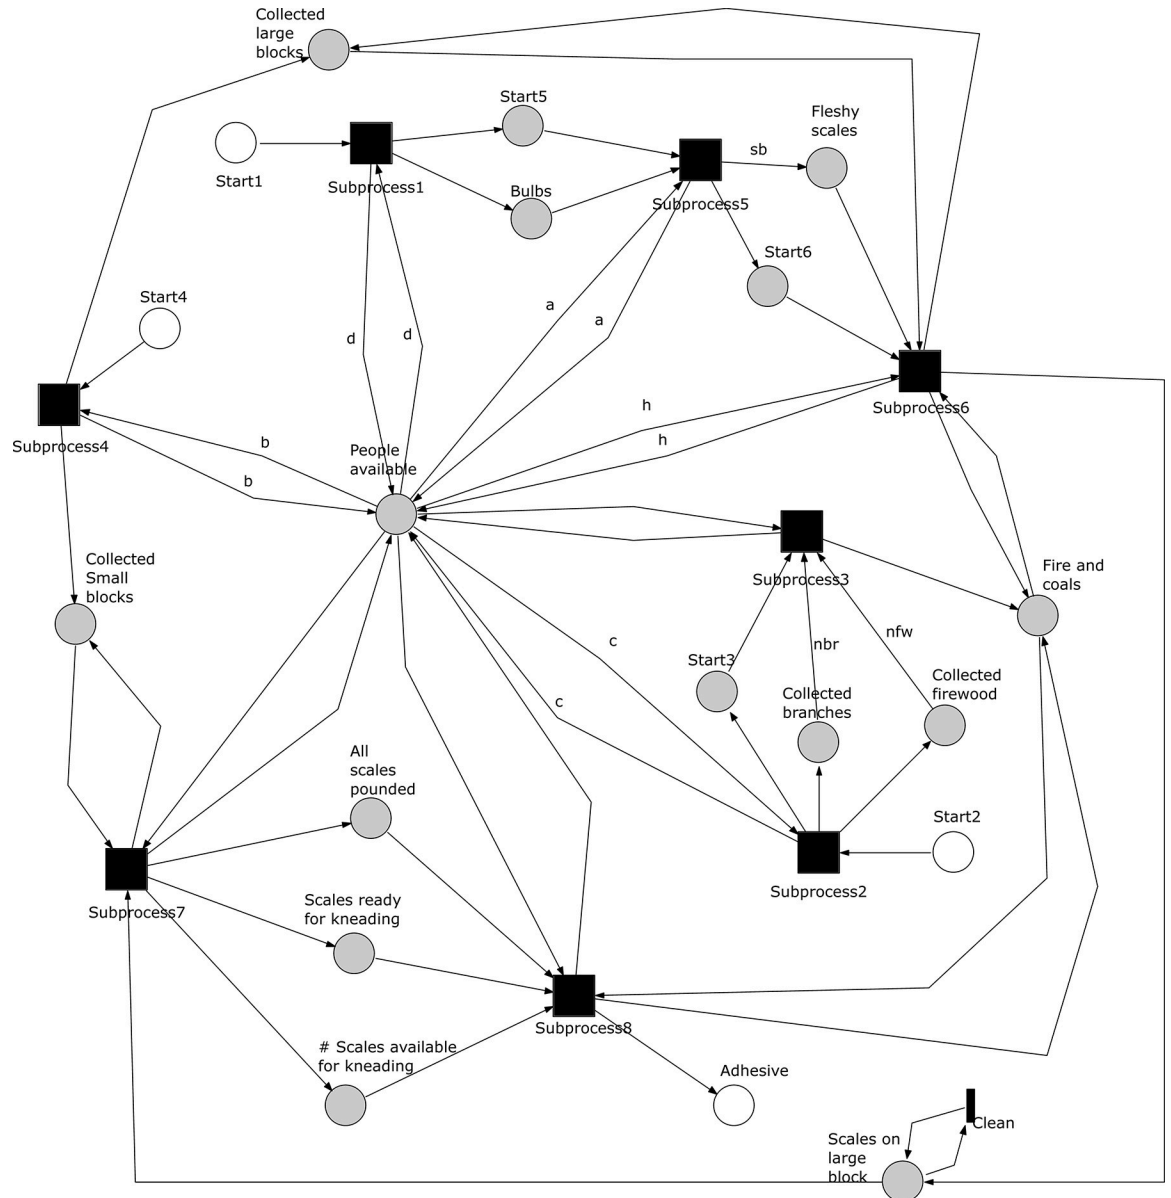 Collected
large
blocks
Start5
Fleshy
scales
sb
Start1
Subprocess1
Bulbs
Subprocess5
Start6
Start4
a
a
d
d
h
Subprocess6
h
Subprocess4
b
b
People
available
Collected
Small
blocks
Subprocess3
Fire and
coals
c
nbr
nfw
Start3
Collected
branches
Collected
firewood
c
All
scales
pounded
Start2
Subprocess2
Subprocess7
Scales ready
for kneading
Subprocess8
# Scales available
for kneading
Adhesive
Clean
Scales on
large
block